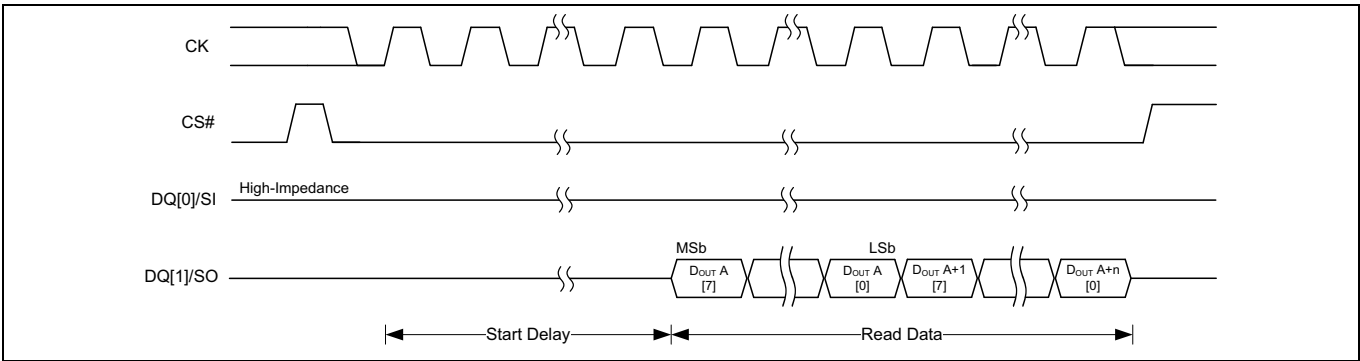 CK
CS#
DQ[0]/SI
High-Impedance
DQ[1]/SO
MSb
LSb
DOUT A
[7]
DOUT A
[0]
DOUT A+1
[7]
DOUT A+n
[0]
Start Delay
Read Data